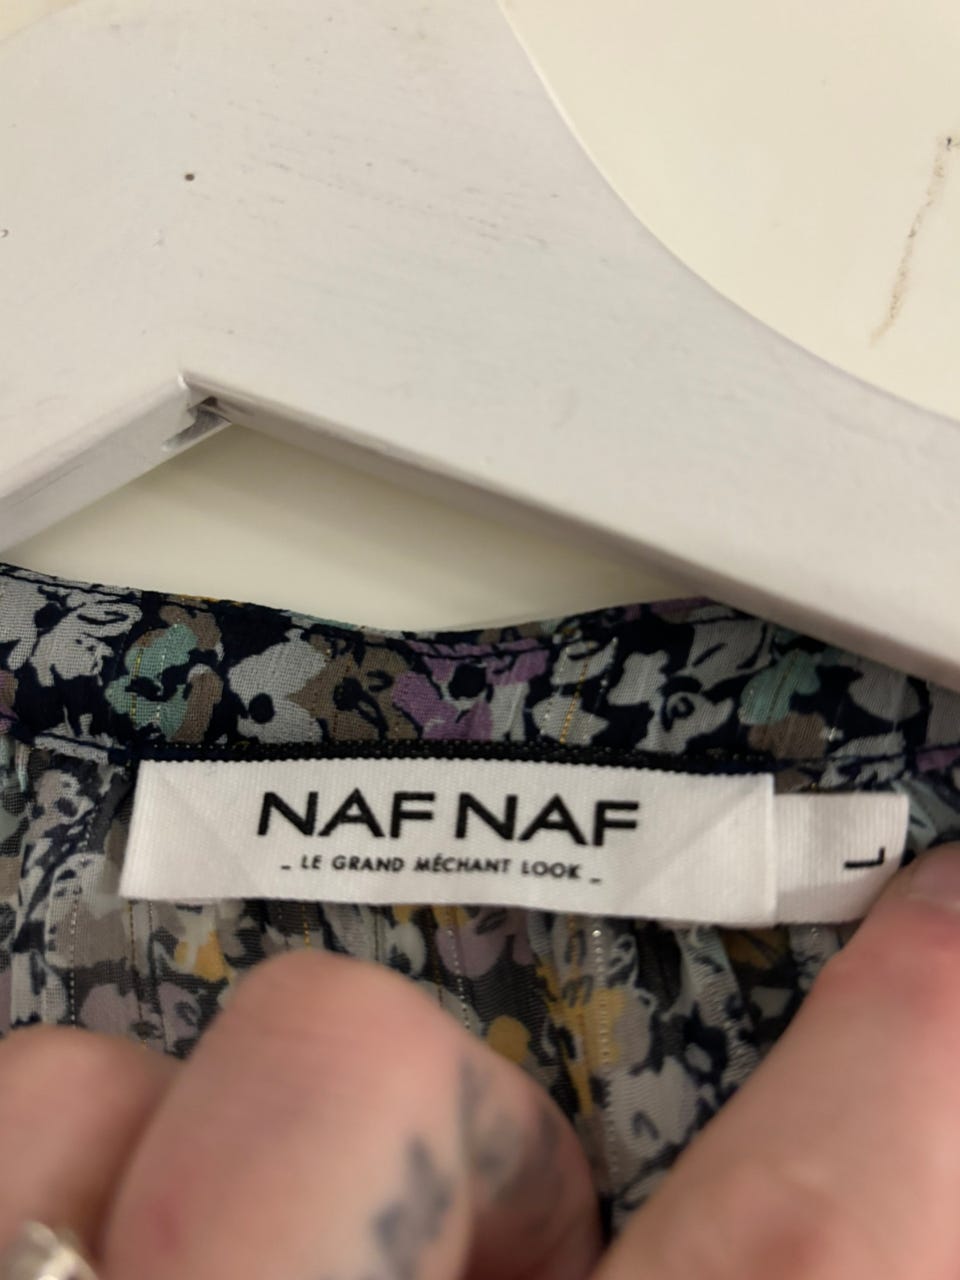 NAF NAF
_ LE GRAND MÉCHANT LOOK _
L